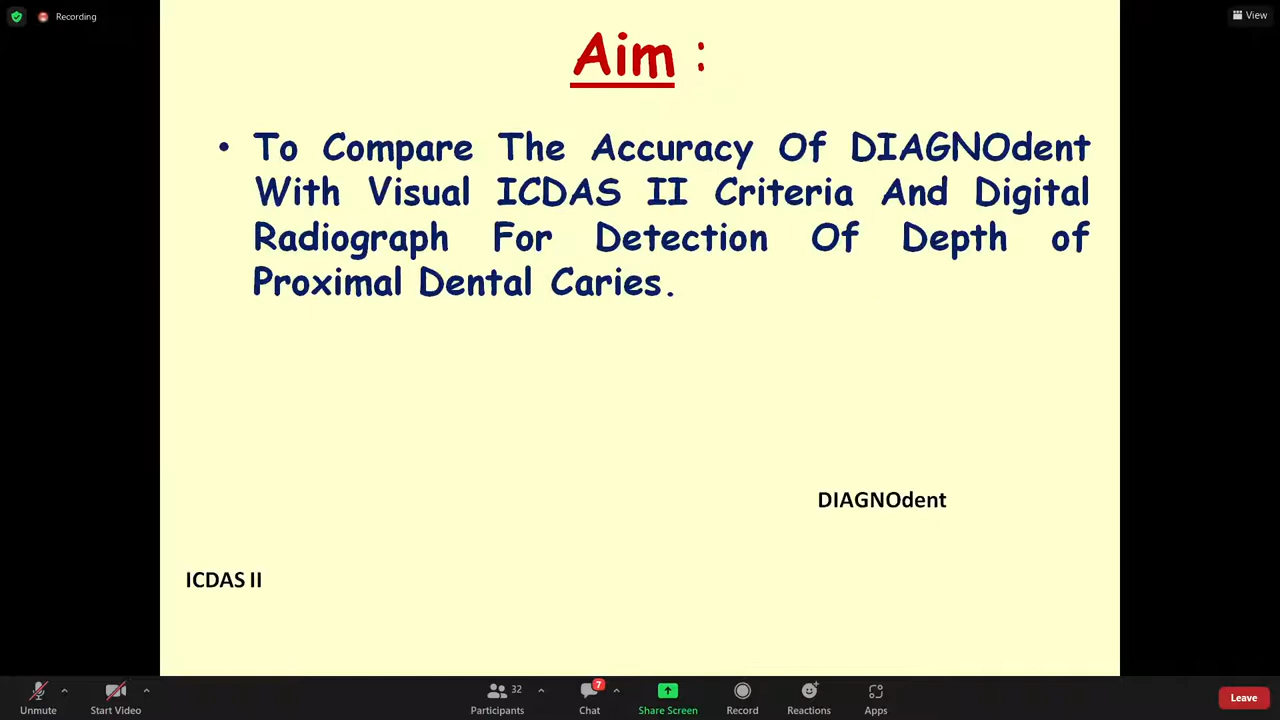 Recording
View
Aim :
• To Compare The Accuracy Of DIAGNOdent
With Visual ICDAS II Criteria And Digital
Radiograph For Detection Of Depth of
Proximal Dental Caries.
DIAGNOdent
ICDAS II
Unmute
Start Video
32
Participants
7
Chat
Share Screen
Record
Reactions
Apps
Leave